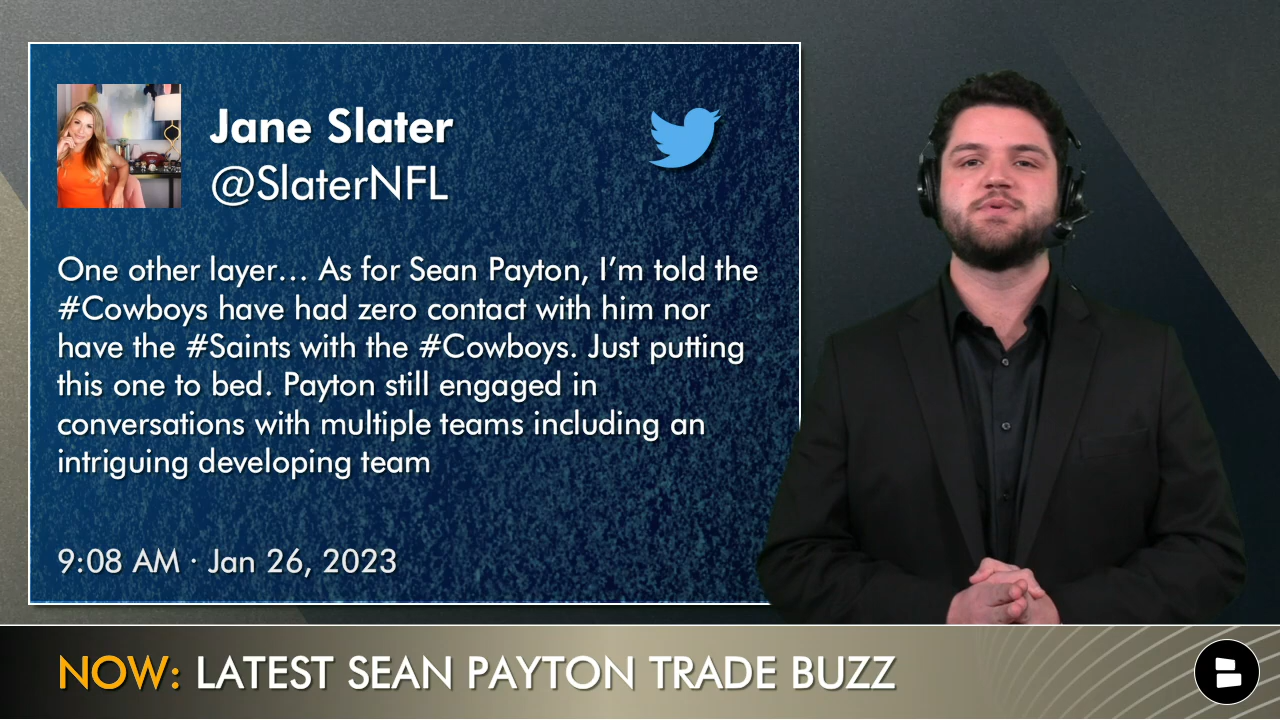 Jane Slater
@SlaterNFL
One other layer... As for Sean Payton, I'm told the
#Cowboys have had zero contact with him nor
have the #Saints with the #Cowboys. Just putting
this one to bed. Payton still engaged in
conversations with multiple teams including an
intriguing developing team
9:08 AM · Jan 26, 2023
NOW: LATEST SEAN PAYTON TRADE BUZZ